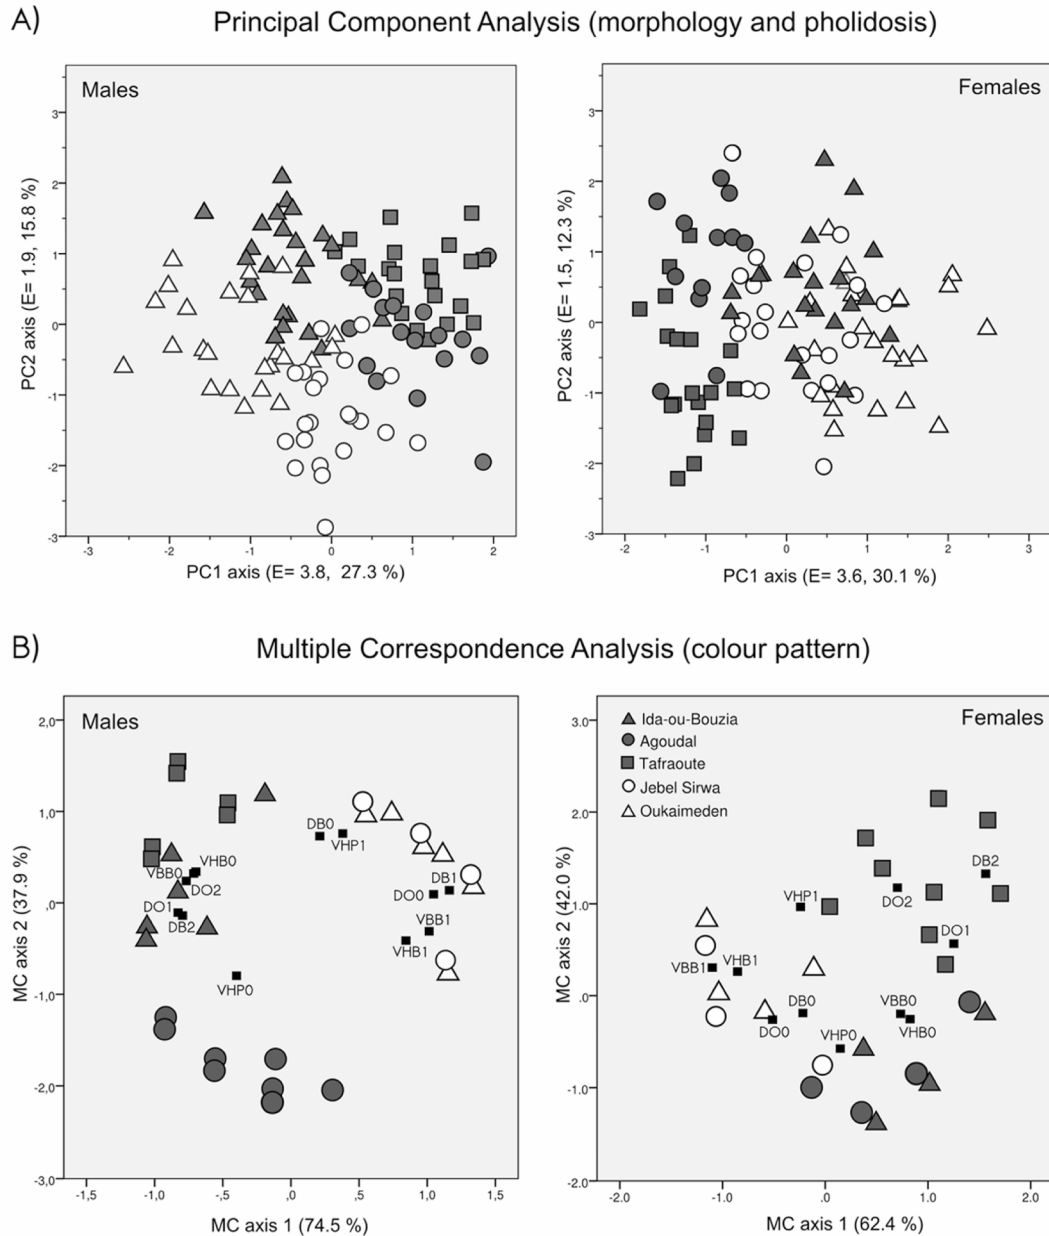 A) Principal Component Analysis (morphology and pholidosis)
Males
PC2 axis (E= 1.9, 15.8 %)
3
2
1
0
-1
-2
-3
-3 -2 -1 0 1 2
PC1 axis (E= 3.8, 27.3 %)
Females
PC2 axis (E= 1.5, 12.3 %)
3
2
1
0
-1
-2
-3
-2 -1 0 1 2 3
PC1 axis (E= 3.6, 30.1 %)
B) Multiple Correspondence Analysis (colour pattern)
Males
MC axis 2 (37.9 %)
2,0
1,0
,0
-1,0
-2,0
-3,0
DB0
VHP1
VHB0
VBB0
DO2
DO1
DB2
DB1
DO0
VBB1
VHB1
VHP0
-1,5 -1,0 -,5 ,0 ,5 1,0 1,5
MC axis 1 (74.5 %)
Females
Ida-ou-Bouzia
Agoudal
Tafraoute
Jebel Sirwa
Oukaimeden
MC axis 2 (42.0 %)
3.0
2.0
1.0
.0
-1.0
-2.0
DB2
DO2
VHP1
DO1
VHB1
VBB1
DB0
VBB0
DO0
VHB0
VHP0
-2.0 -1.0 .0 1.0 2.0
MC axis 1 (62.4 %)